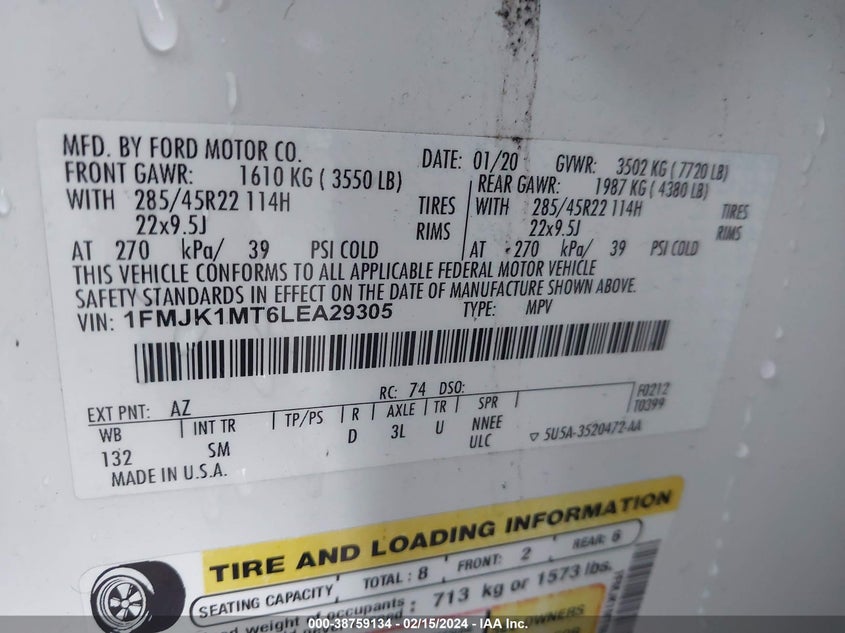 MFD. BY FORD MOTOR CO.
DATE: 01/20 GVWR: 3502 KG ( 7720 LB)
FRONT GAWR: 1610 KG ( 3550 LB)
REAR GAWR: 1987 KG ( 4380 LB)
WITH 285/45R22 114H TIRES
WITH 285/45R22 114H TIRES
22x9.5J RIMS
22x9.5J RIMS
AT 270 kPa/ 39 PSI COLD
AT 270 kPa/ 39 PSI COLD
THIS VEHICLE CONFORMS TO ALL APPLICABLE FEDERAL MOTOR VEHICLE
SAFETY STANDARDS IN EFFECT ON THE DATE OF MANUFACTURE SHOWN ABOVE.
VIN: 1FMJK1MT6LEA29305 TYPE: MPV
EXT PNT: AZ RC: 74 DSO: F0212
T0399
WB INT TR TP/PS R AXLE TR SPR
132 SM D 3L U NNEE
ULC ▽ 5U5A-3520472-AA
MADE IN U.S.A.
TIRE AND LOADING INFORMATION
SEATING CAPACITY TOTAL: 8 FRONT: 2 REAR: 6
weight of occupants : 713 kg or 1573 lbs.
OWNERS
000-38759134 - 02/15/2024 - IAA Inc.